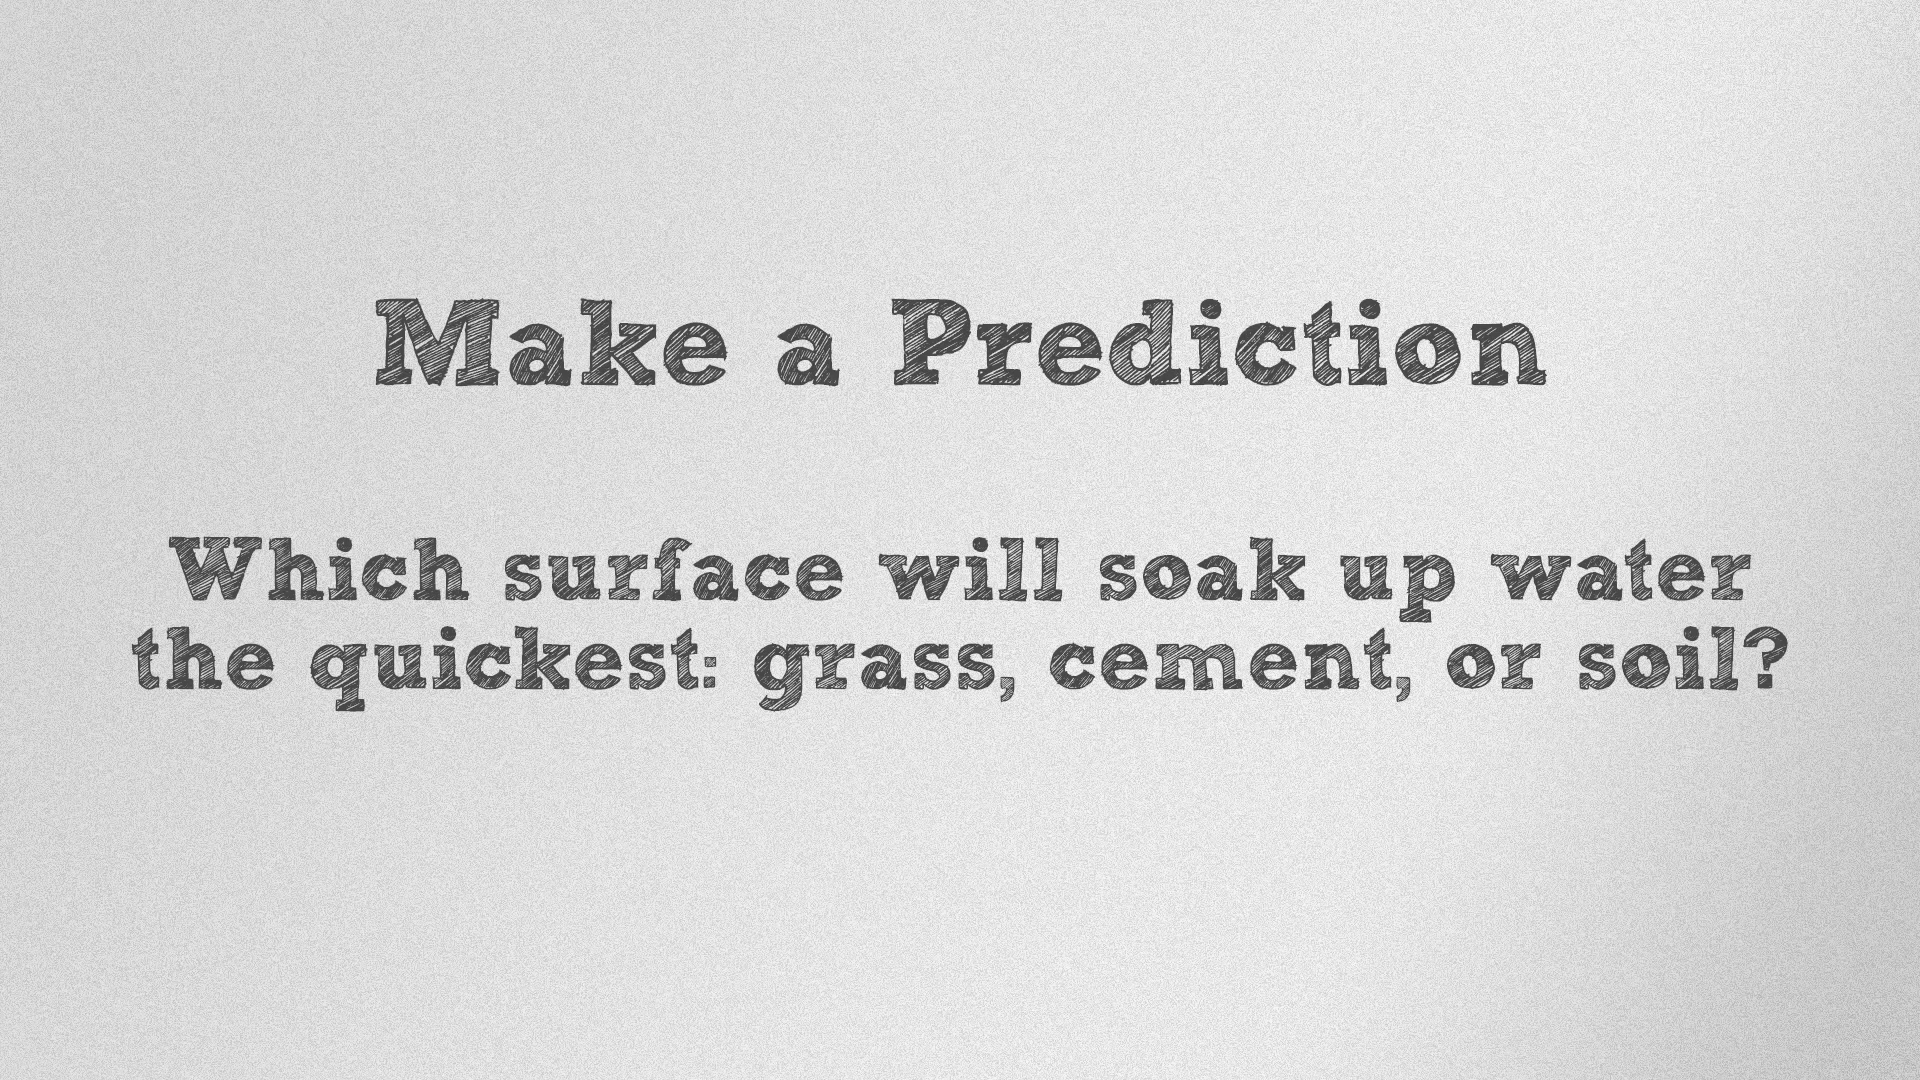 Make a Prediction
Which surface will soak up water
the quickest: grass, cement, or soil?